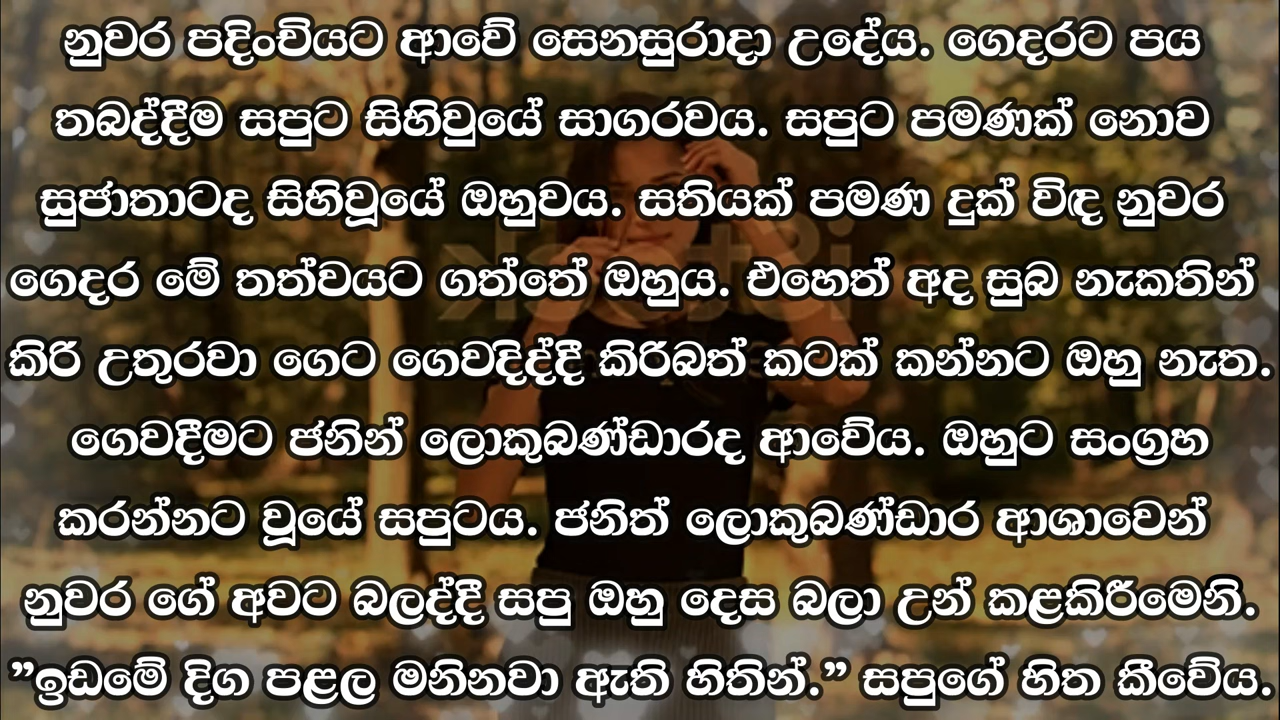 නුවර පදිංචියට ආවේ සෙනසුරාදා උදේය. ගෙදරට පය
තබද්දීම සපුට සිහිවුයේ සාගරවය. සපුට පමණක් නොව
සුජාතාටද සිහිවූයේ ඔහුවය. සතියක් පමණ දුක් විඳ නුවර
ගෙදර මේ තත්වයට ගත්තේ ඔහුය. එහෙත් අද සුබ නැකතින්
කිරි උතුරවා ගෙට ගෙවදිද්දී කිරිබත් කටක් කන්නට ඔහු නැත.
ගෙවදීමට ජනින් ලොකුබණ්ඩාරද ආවේය. ඔහුට සංග්‍රහ
කරන්නට වූයේ සපුටය. ජනිත් ලොකුබණ්ඩාර ආශාවෙන්
නුවර ගේ අවට බලද්දී සපු ඔහු දෙස බලා උන් කළකිරීමෙනි.
”ඉඩමේ දිග පළල මනිනවා ඇති හිතින්.” සපුගේ හිත කීවේය.
iStock